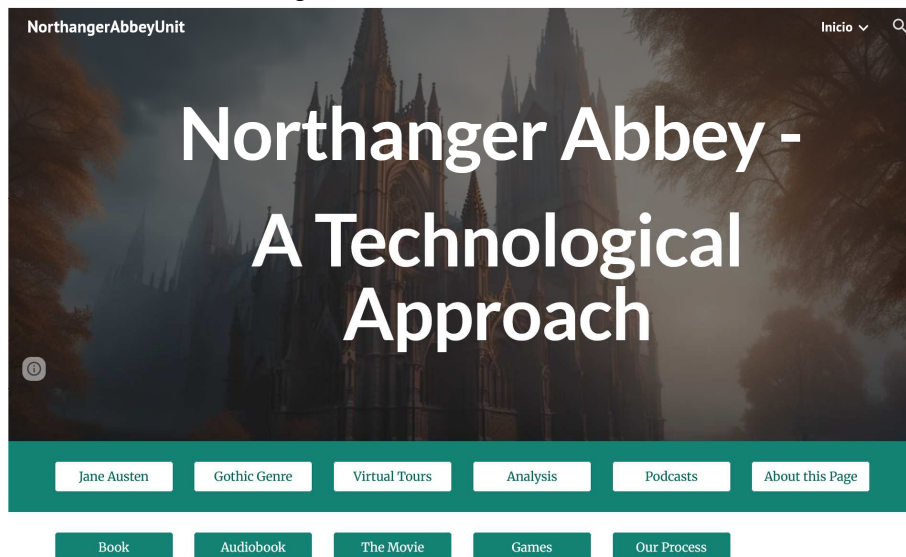 NorthangerAbbeyUnit
Inicio
Northanger Abbey -
A Technological
Approach
Jane Austen
Gothic Genre
Virtual Tours
Analysis
Podcasts
About this Page
Book
Audiobook
The Movie
Games
Our Process